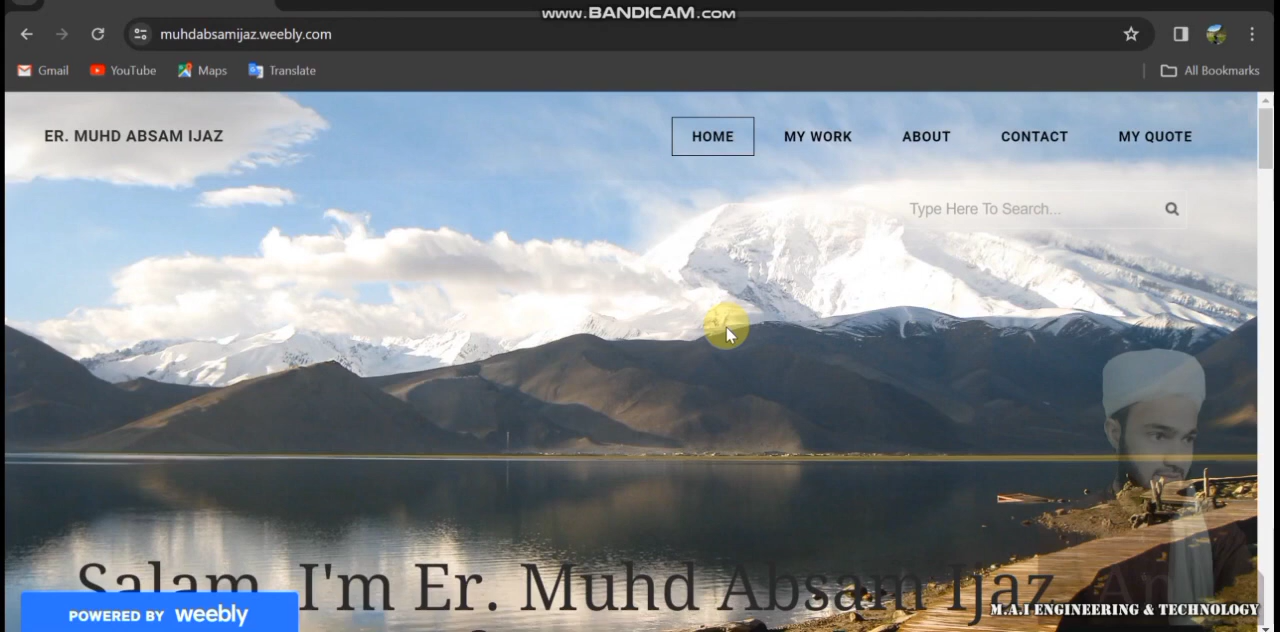 www.BANDICAM.com
muhdabsamijaz.weebly.com
Gmail YouTube Maps Translate All Bookmarks
ER. MUHD ABSAM IJAZ HOME MY WORK ABOUT CONTACT MY QUOTE
Type Here To Search...
Salam, I'm Er. Muhd Absam Ijaz, An
M.A.I ENGINEERING & TECHNOLOGY
POWERED BY weebly